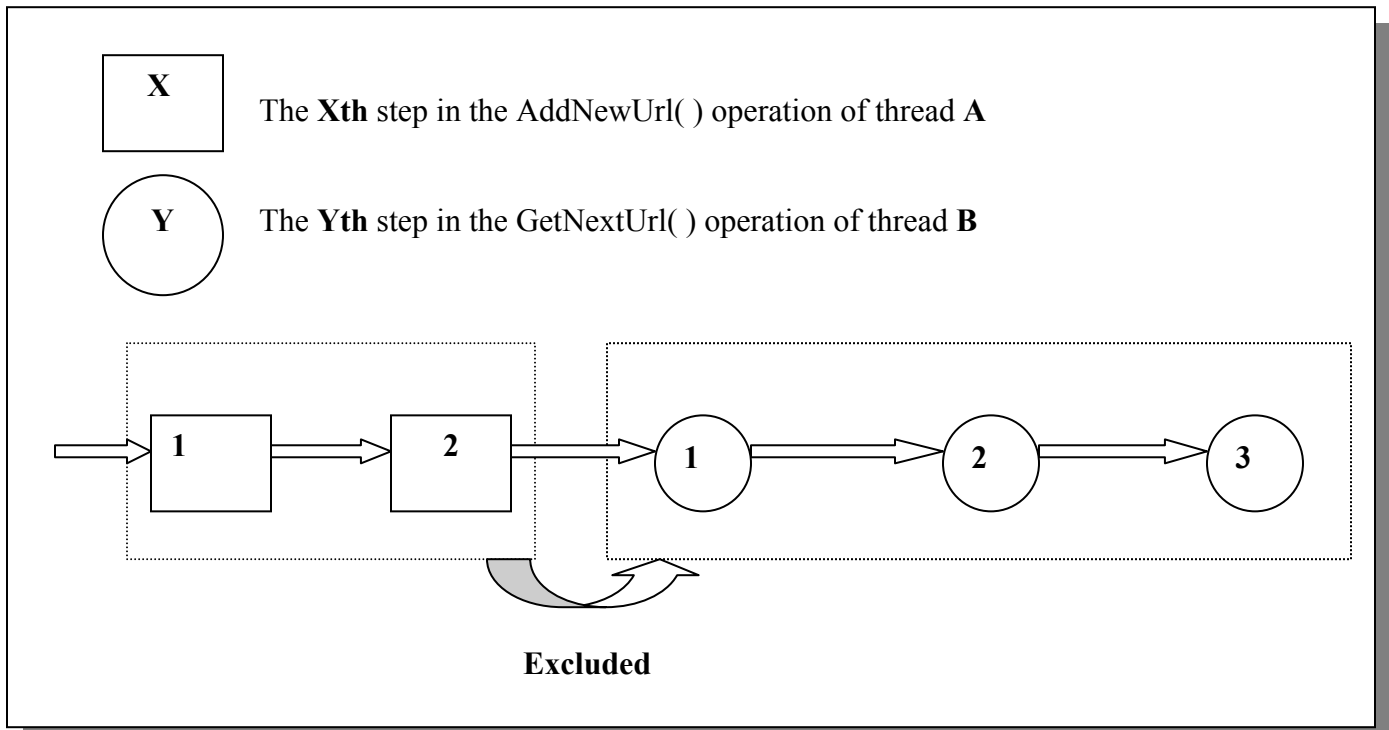 X
The Xth step in the AddNewUrl( ) operation of thread A
Y
The Yth step in the GetNextUrl( ) operation of thread B
1 2 1 2 3
Excluded